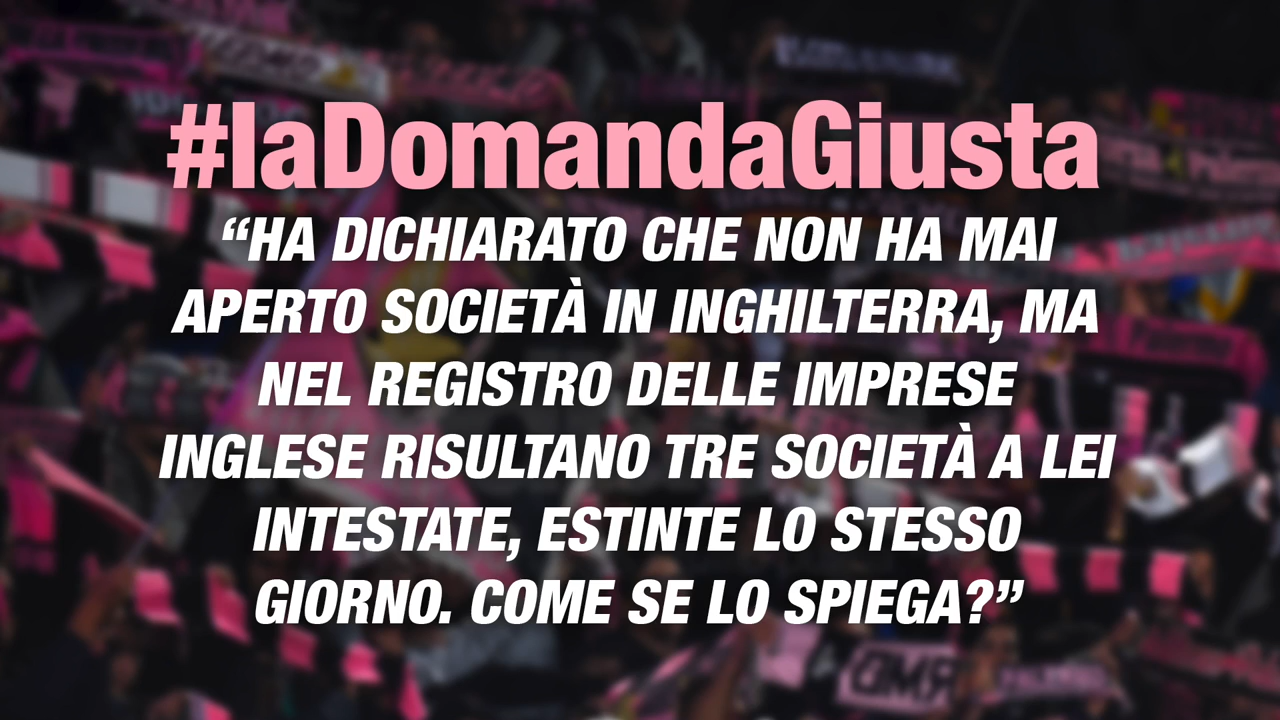 #laDomandaGiusta
“HA DICHIARATO CHE NON HA MAI
APERTO SOCIETÀ IN INGHILTERRA, MA
NEL REGISTRO DELLE IMPRESE
INGLESE RISULTANO TRE SOCIETÀ A LEI
INTESTATE, ESTINTE LO STESSO
GIORNO. COME SE LO SPIEGA?”